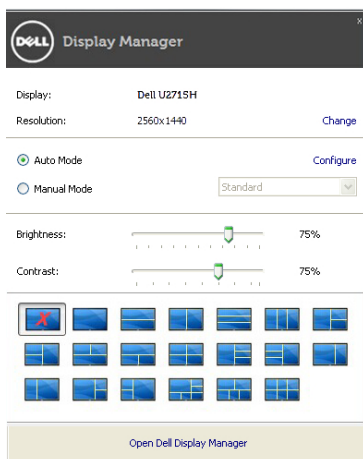 x
DELL Display Manager
Display: Dell U2715H
Resolution: 2560x1440 Change
Auto Mode Configure
Manual Mode Standard
Brightness: 75%
Contrast: 75%
Open Dell Display Manager